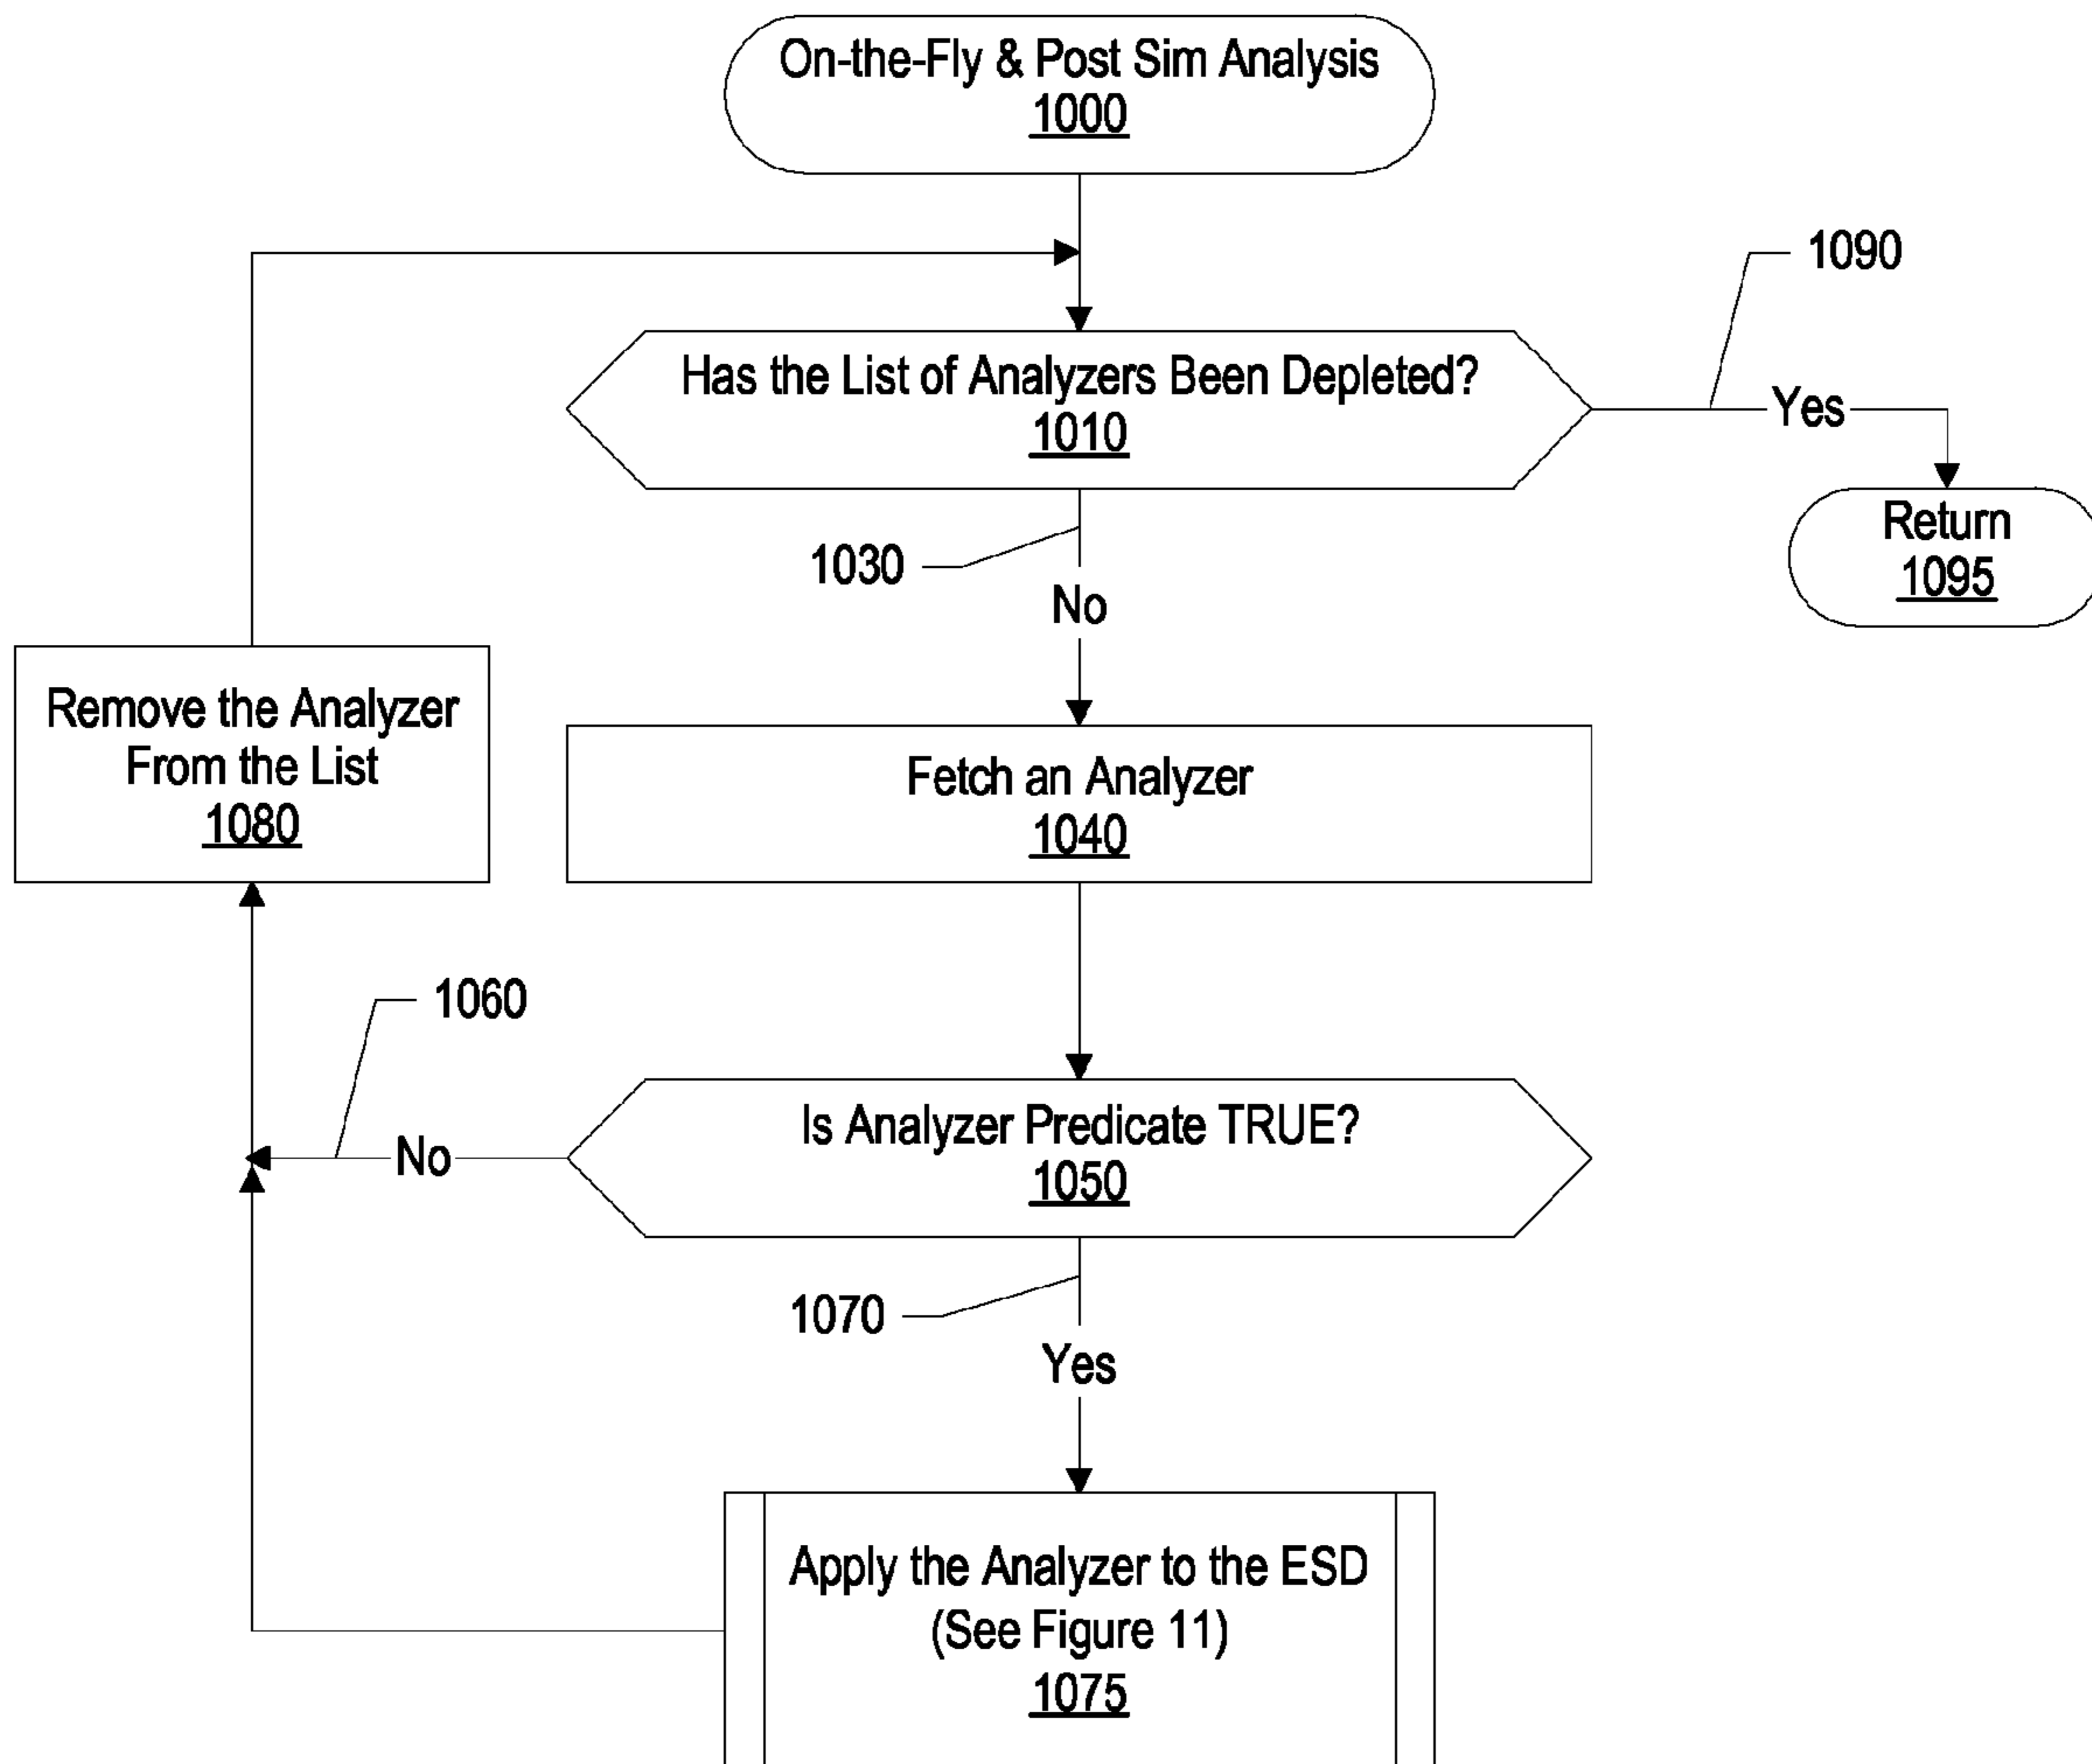 On-the-Fly & Post Sim Analysis
1000
1090
Has the List of Analyzers Been Depleted?
1010
Yes
Return
1095
1030
No
Remove the Analyzer
From the List
1080
Fetch an Analyzer
1040
1060
Is Analyzer Predicate TRUE?
1050
No
1070
Yes
Apply the Analyzer to the ESD
(See Figure 11)
1075